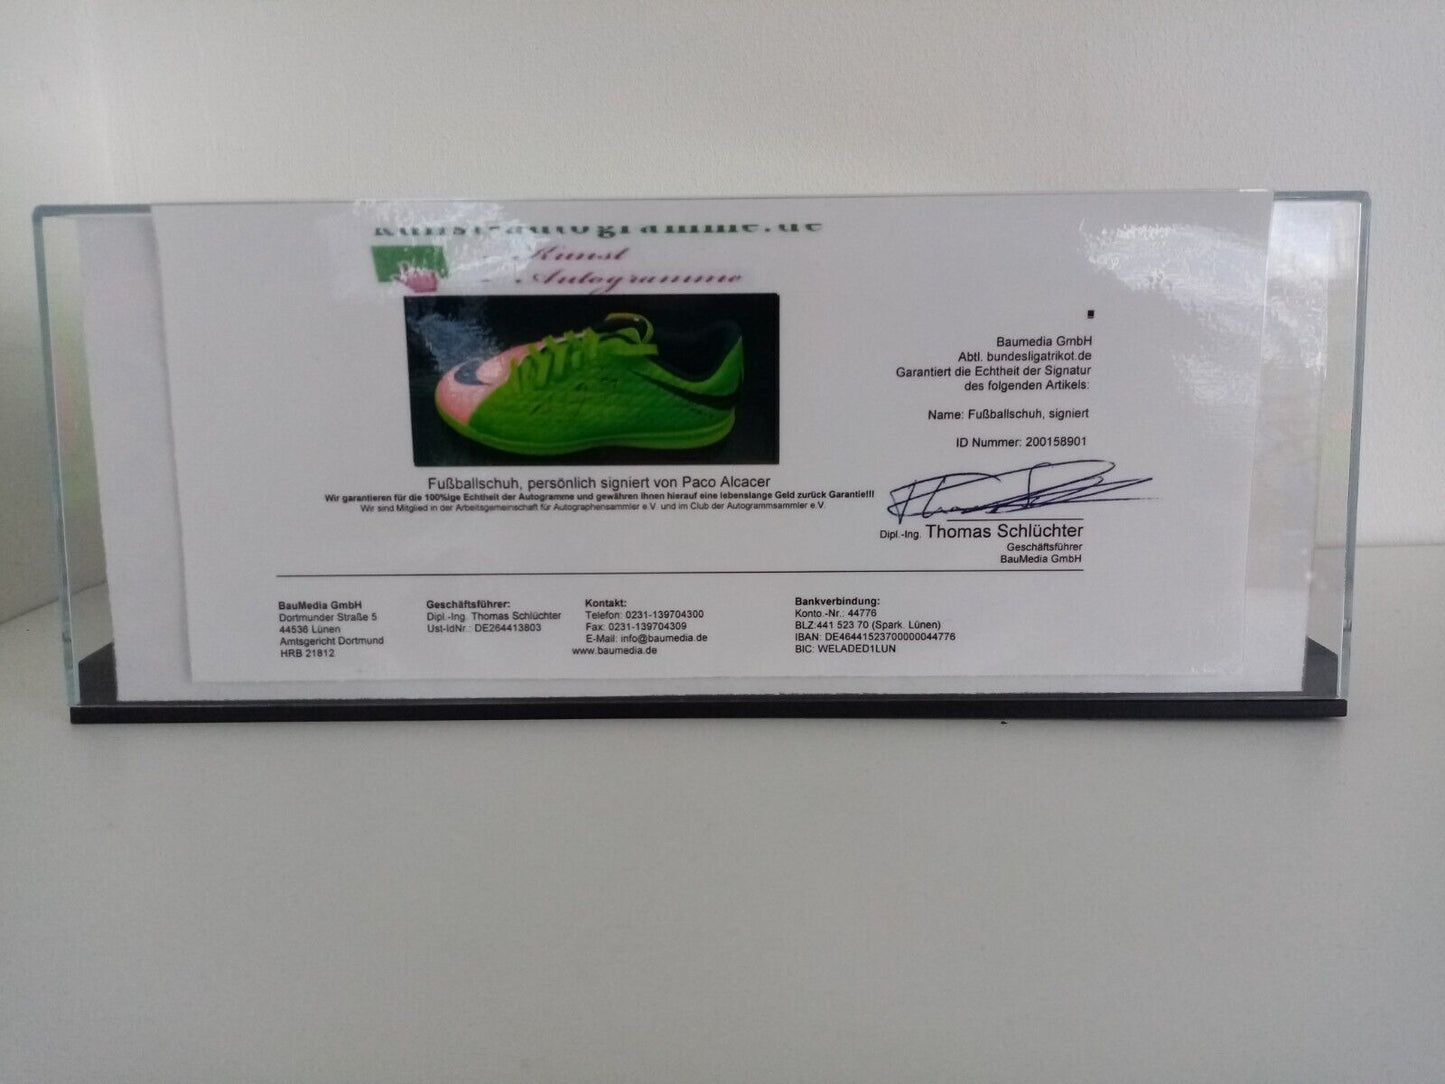 kunst-autogramme.de
Kunst
Autogramme
Baumedia GmbH
Abtl. bundesligatrikot.de
Garantiert die Echtheit der Signatur
des folgenden Artikels:
Name: Fußballschuh, signiert
ID Nummer: 200158901
Fußballschuh, persönlich signiert von Paco Alcacer
Wir garantieren für die 100%ige Echtheit der Autogramme und gewähren Ihnen hierauf eine lebenslange Geld zurück Garantie!!!
Wir sind Mitglied in der Arbeitsgemeinschaft für Autographensammler e.V. und im Club der Autogrammsammler e.V.
Dipl.-Ing. Thomas Schlüchter
Geschäftsführer
BauMedia GmbH
BauMedia GmbH
Dortmunder Straße 5
44536 Lünen
Amtsgericht Dortmund
HRB 21812
Geschäftsführer:
Dipl.-Ing Thomas Schlüchter
Ust-IdNr.: DE264413803
Kontakt:
Telefon: 0231-139704300
Fax: 0231-139704309
E-Mail: info@baumedia.de
www.baumedia.de
Bankverbindung:
Konto.-Nr.: 44776
BLZ:441 523 70 (Spark. Lünen)
IBAN: DE46441523700000044776
BIC: WELADED1LUN